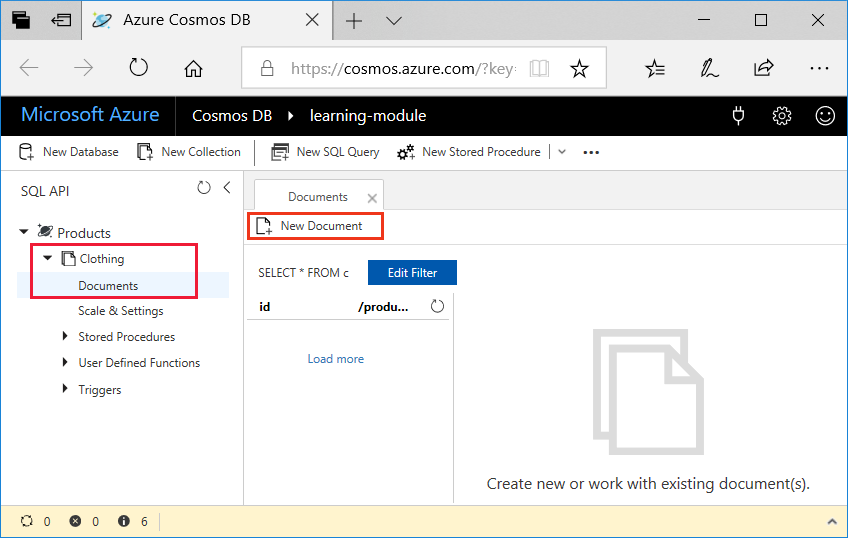 Azure Cosmos DB
https://cosmos.azure.com/?key=
Microsoft Azure Cosmos DB learning-module
New Database New Collection New SQL Query New Stored Procedure
SQL API
Documents
New Document
Products
Clothing
Documents
Scale & Settings
Stored Procedures
User Defined Functions
Triggers
SELECT * FROM c Edit Filter
id /produ...
Load more
Create new or work with existing document(s).
0 0 6